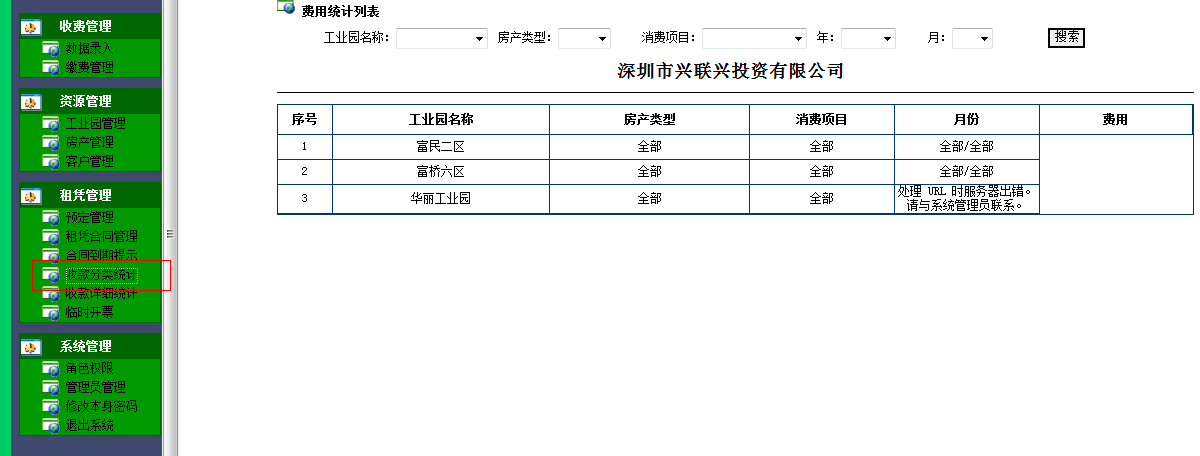 收费管理
数据录入
缴费管理
资源管理
工业园管理
房产管理
客户管理
租凭管理
预定管理
租凭合同管理
合同到期提示
收款分类统计
收款详细统计
临时开票
系统管理
角色权限
管理员管理
修改本身密码
退出系统
费用统计列表
工业园名称: 房产类型: 消费项目: 年: 月: 搜索
深圳市兴联兴投资有限公司
序号 工业园名称 房产类型 消费项目 月份 费用
1 富民二区 全部 全部 全部/全部
2 富桥六区 全部 全部 全部/全部
3 华丽工业园 全部 全部 处理 URL 时服务器出错。
请与系统管理员联系。